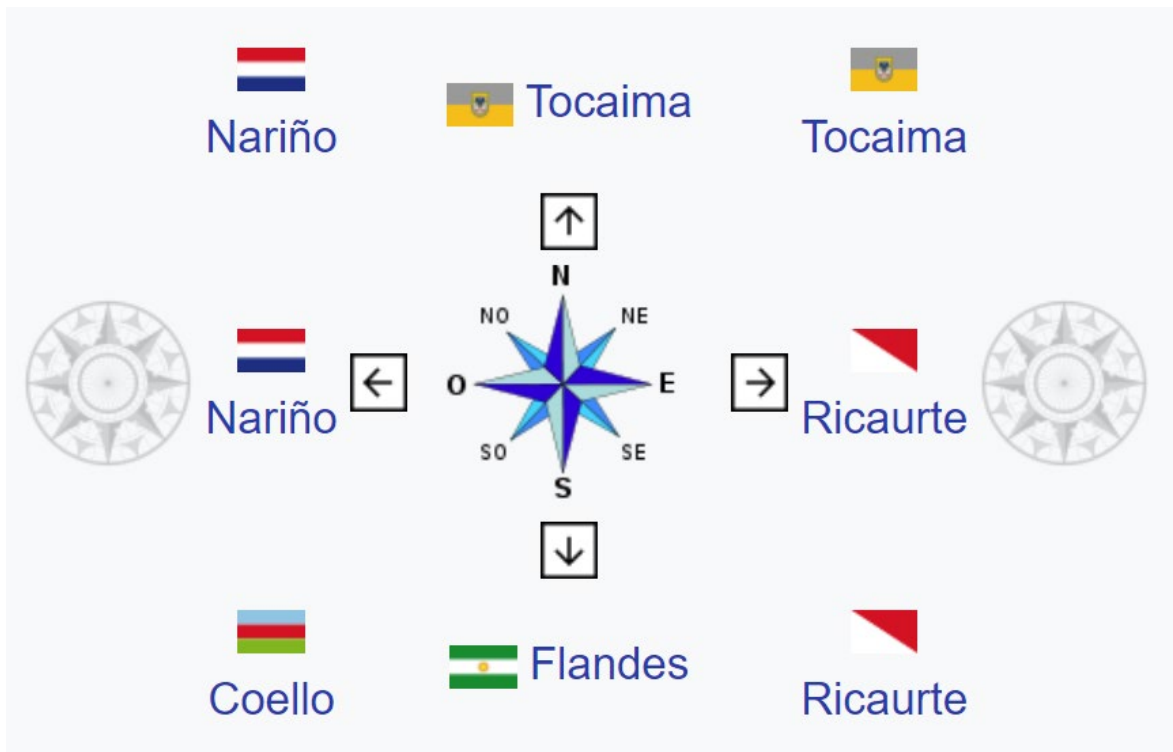 Nariño
Tocaima
Tocaima
N
NO
NE
Nariño
O
E
Ricaurte
SO
SE
S
Coello
Flandes
Ricaurte